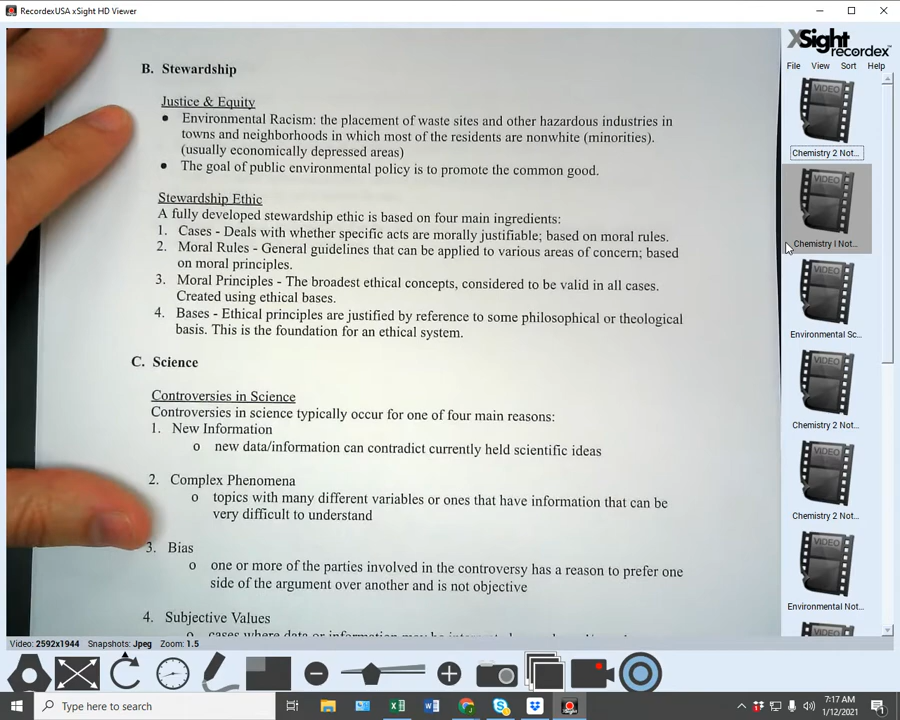 RecordexUSA xSight HD Viewer
XSight
recordex
File View Sort Help
B. Stewardship
Justice & Equity
• Environmental Racism: the placement of waste sites and other hazardous industries in
towns and neighborhoods in which most of the residents are nonwhite (minorities).
(usually economically depressed areas)
• The goal of public environmental policy is to promote the common good.
Stewardship Ethic
A fully developed stewardship ethic is based on four main ingredients:
1. Cases - Deals with whether specific acts are morally justifiable; based on moral rules.
2. Moral Rules - General guidelines that can be applied to various areas of concern; based
on moral principles.
3. Moral Principles - The broadest ethical concepts, considered to be valid in all cases.
Created using ethical bases.
4. Bases - Ethical principles are justified by reference to some philosophical or theological
basis. This is the foundation for an ethical system.
C. Science
Controversies in Science
Controversies in science typically occur for one of four main reasons:
1. New Information
o new data/information can contradict currently held scientific ideas
2. Complex Phenomena
o topics with many different variables or ones that have information that can be
very difficult to understand
3. Bias
o one or more of the parties involved in the controversy has a reason to prefer one
side of the argument over another and is not objective
4. Subjective Values
o cases where data or information may be
VIDEO
Chemistry 2 Not...
VIDEO
Chemistry I Not...
VIDEO
Environmental Sc...
VIDEO
Chemistry 2 Not...
VIDEO
Chemistry 2 Not...
VIDEO
Environmental Not...
VIDEO
Video: 2592x1944 Snapshots: Jpeg Zoom: 1.5
Type here to search
7:17 AM
1/12/2021